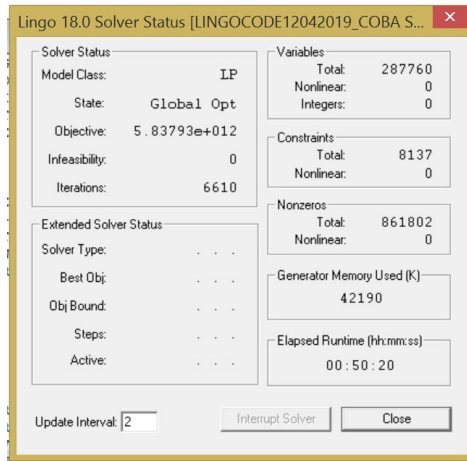 Lingo 18.0 Solver Status [LINGOCODE12042019_COBA S...
Solver Status
Model Class: LP
State: Global Opt
Objective: 5.83793e+012
Infeasibility: 0
Iterations: 6610
Extended Solver Status
Solver Type: . . .
Best Obj: . . .
Obj Bound: . . .
Steps: . . .
Active: . . .
Variables
Total: 287760
Nonlinear: 0
Integers: 0
Constraints
Total: 8137
Nonlinear: 0
Nonzeros
Total: 861802
Nonlinear: 0
Generator Memory Used (K)
42190
Elapsed Runtime (hh:mm:ss)
00:50:20
Update Interval: 2
Interrupt Solver
Close